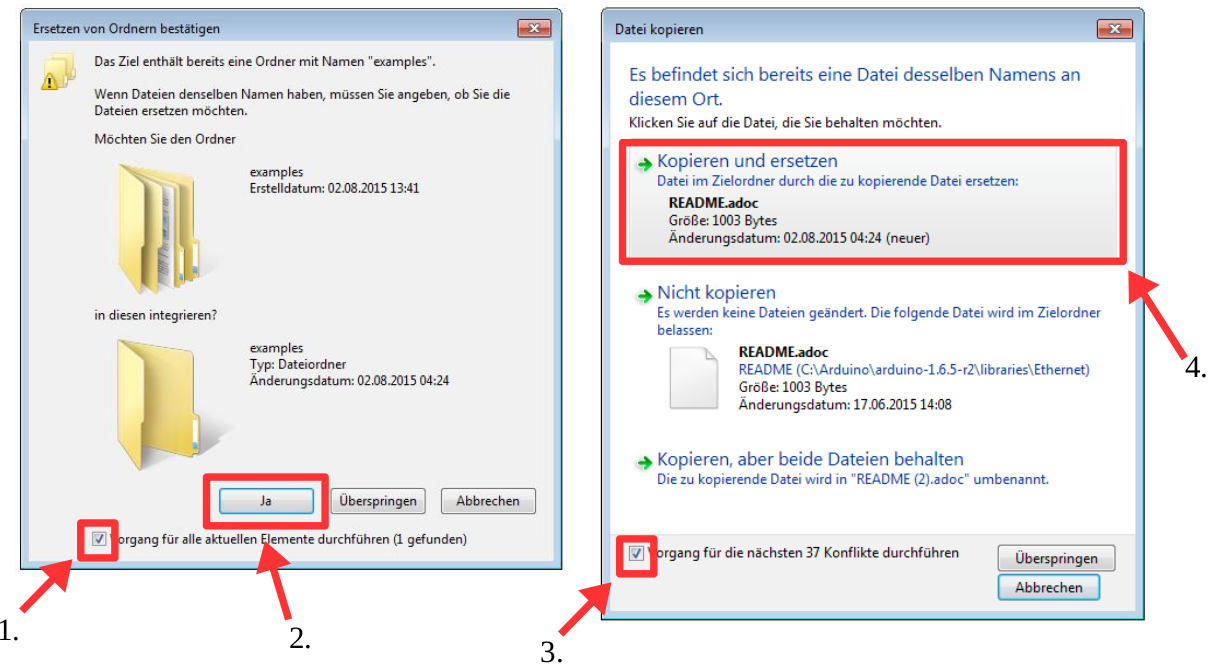 Ersetzen von Ordnern bestätigen
Das Ziel enthält bereits eine Ordner mit Namen "examples".
Wenn Dateien denselben Namen haben, müssen Sie angeben, ob Sie die
Dateien ersetzen möchten.
Möchten Sie den Ordner
examples
Erstelldatum: 02.08.2015 13:41
in diesen integrieren?
examples
Typ: Dateiordner
Änderungsdatum: 02.08.2015 04:24
Ja
Überspringen
Abbrechen
Vorgang für alle aktuellen Elemente durchführen (1 gefunden)
1.
2.
Datei kopieren
Es befindet sich bereits eine Datei desselben Namens an
diesem Ort.
Klicken Sie auf die Datei, die Sie behalten möchten.
Kopieren und ersetzen
Datei im Zielordner durch die zu kopierende Datei ersetzen:
README.adoc
Größe: 1003 Bytes
Änderungsdatum: 02.08.2015 04:24 (neuer)
Nicht kopieren
Es werden keine Dateien geändert. Die folgende Datei wird im Zielordner
belassen:
README.adoc
README (C:\Arduino\arduino-1.6.5-r2\libraries\Ethernet)
Größe: 1003 Bytes
Änderungsdatum: 17.06.2015 14:08
4.
Kopieren, aber beide Dateien behalten
Die zu kopierende Datei wird in "README (2).adoc" umbenannt.
Vorgang für die nächsten 37 Konflikte durchführen
Überspringen
Abbrechen
3.